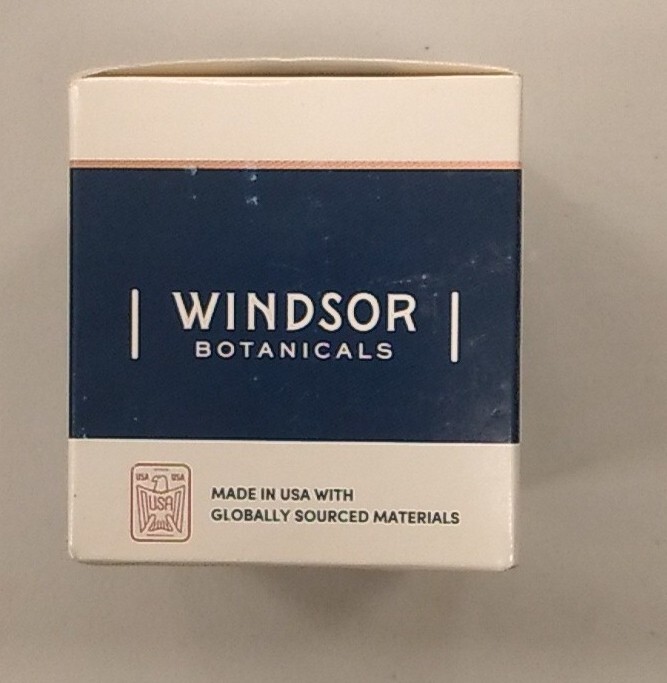 WINDSOR
BOTANICALS
USA USA
USA
MADE IN USA WITH
GLOBALLY SOURCED MATERIALS